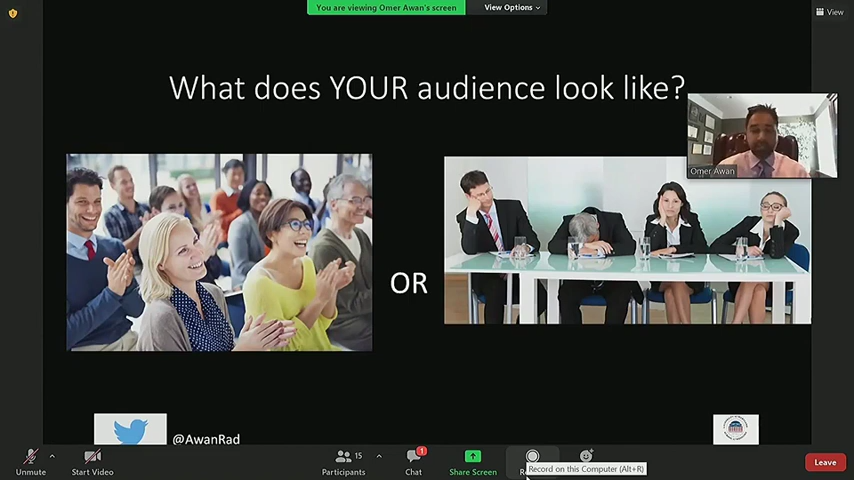 You are viewing Omer Awan's screen
View Options
View
What does YOUR audience look like?
Omer Awan
OR
@AwanRad
15
1
Unmute
Start Video
Participants
Chat
Share Screen
Record on this Computer (Alt+R)
Leave